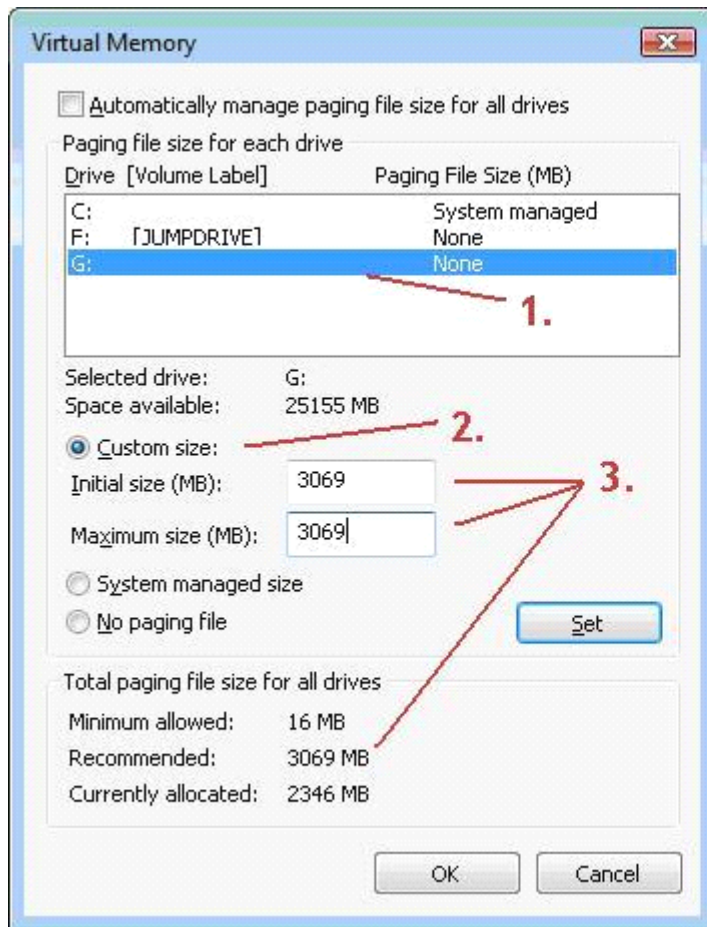 Virtual Memory
Automatically manage paging file size for all drives
Paging file size for each drive
Drive [Volume Label] Paging File Size (MB)
C: System managed
F: [JUMPDRIVE] None
G: None
1.
Selected drive: G:
Space available: 25155 MB
2.
Custom size:
Initial size (MB): 3069
3.
Maximum size (MB): 3069
System managed size
No paging file
Set
Total paging file size for all drives
Minimum allowed: 16 MB
Recommended: 3069 MB
Currently allocated: 2346 MB
OK Cancel